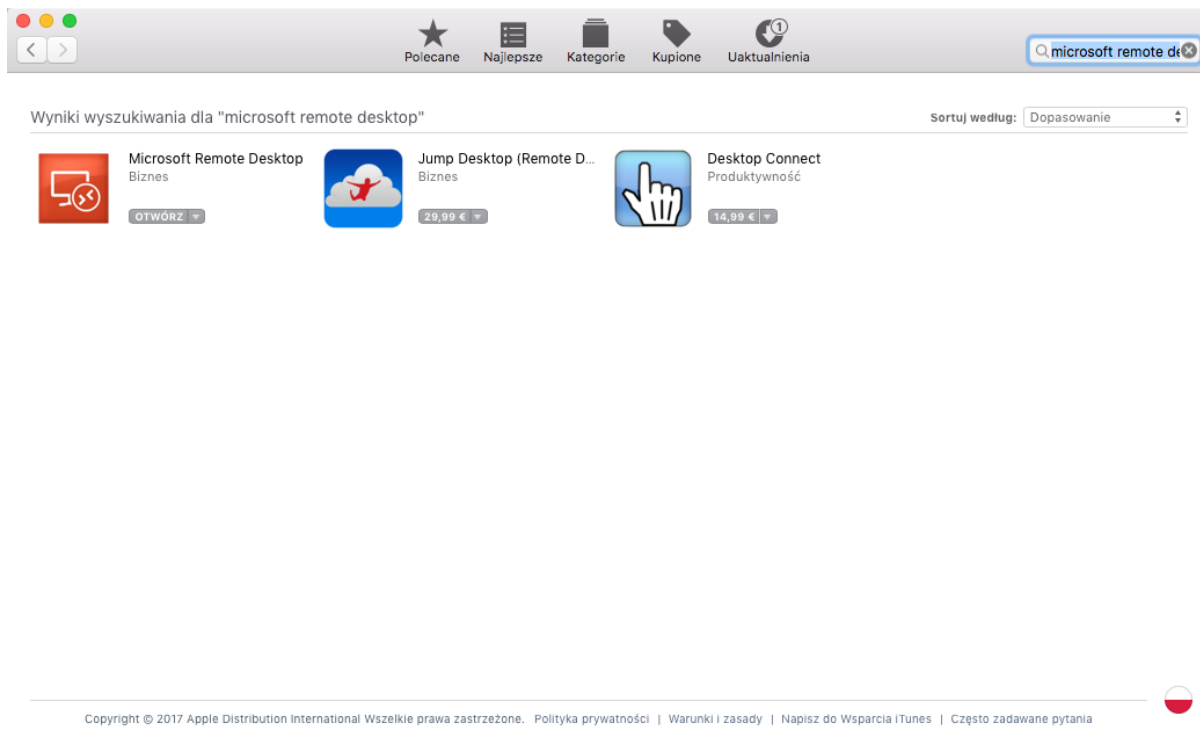 Polecane Najlepsze Kategorie Kupione Uaktualnienia
1
microsoft remote de
Wyniki wyszukiwania dla "microsoft remote desktop"
Sortuj według: Dopasowanie
Microsoft Remote Desktop
Biznes
OTWÓRZ
Jump Desktop (Remote D...
Biznes
29,99 €
Desktop Connect
Produktywność
14,99 €
Copyright © 2017 Apple Distribution International Wszelkie prawa zastrzeżone. Polityka prywatności | Warunki i zasady | Napisz do Wsparcia iTunes | Często zadawane pytania